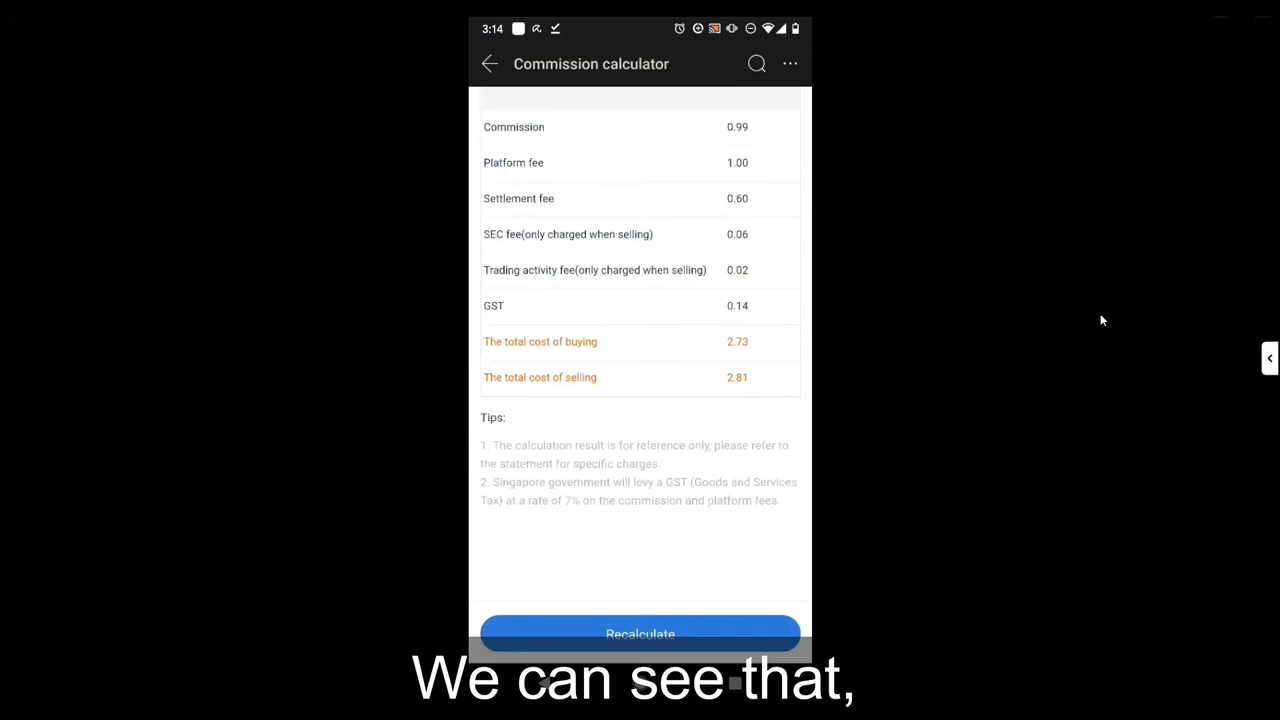 3:14
Commission calculator
Commission 0.99
Platform fee 1.00
Settlement fee 0.60
SEC fee(only charged when selling) 0.06
Trading activity fee(only charged when selling) 0.02
GST 0.14
The total cost of buying 2.73
The total cost of selling 2.81
Tips:
1. The calculation result is for reference only, please refer to
the statement for specific charges.
2. Singapore government will levy a GST (Goods and Services
Tax) at a rate of 7% on the commission and platform fees.
Recalculate
We can see that,